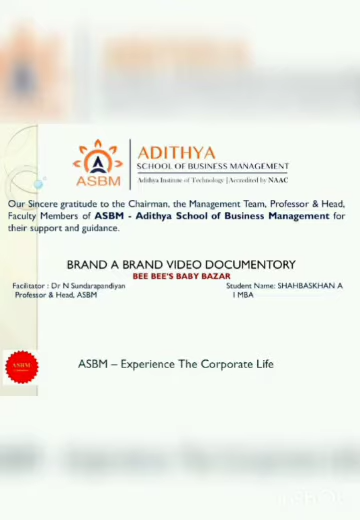 ADITHYA
SCHOOL OF BUSINESS MANAGEMENT
ASBM
Adithya Institute of Technology | Accredited by NAAC
Our Sincere gratitude to the Chairman, the Management Team, Professor & Head,
Faculty Members of ASBM - Adithya School of Business Management for
their support and guidance.
BRAND A BRAND VIDEO DOCUMENTORY
BEE BEE'S BABY BAZAR
Facilitator : Dr N Sundarapandiyan
Professor & Head, ASBM
Student Name: SHAHBASKHAN A
I MBA
ASBM
ASBM – Experience The Corporate Life